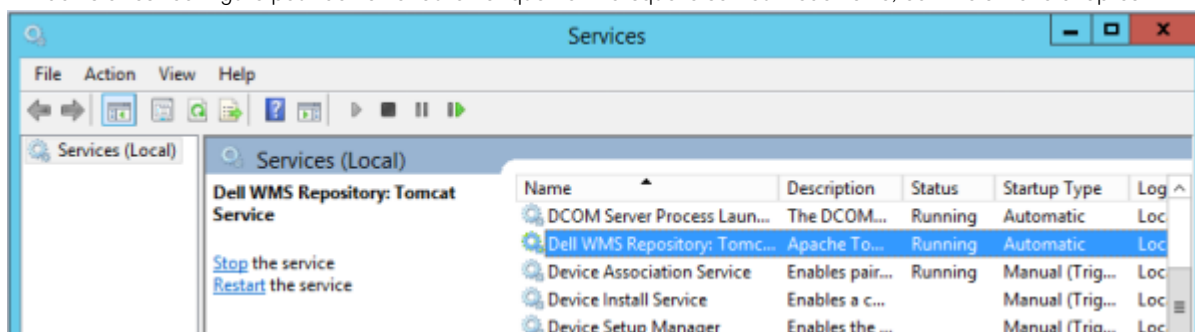 Services
File Action View Help
Services (Local)
Services (Local)
Dell WMS Repository: Tomcat
Service
Stop the service
Restart the service
Name Description Status Startup Type Log
DCOM Server Process Laun... The DCOM... Running Automatic Loc
Dell WMS Repository: Tomc... Apache To... Running Automatic Loc
Device Association Service Enables pair... Running Manual (Trig... Loc
Device Install Service Enables a c... Manual (Trig... Loc
Device Setup Manager Enables the ... Manual (Trig... Loc